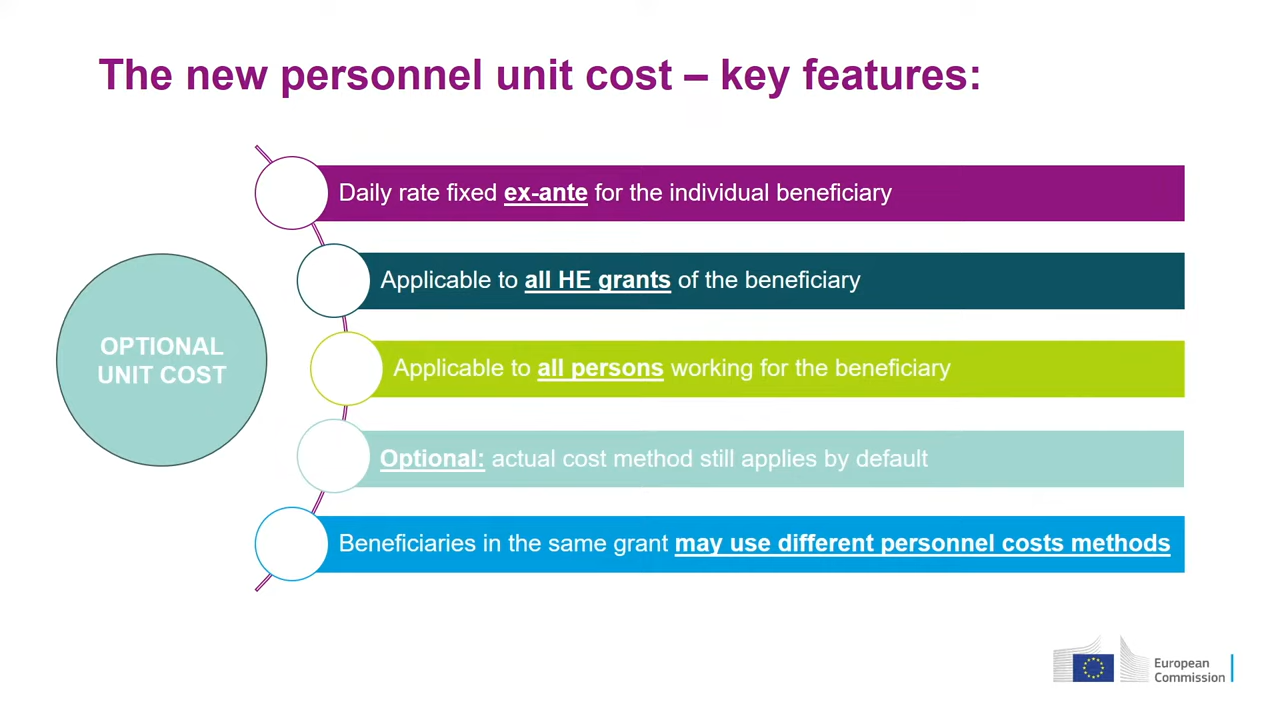 The new personnel unit cost – key features:
OPTIONAL
UNIT COST
Daily rate fixed ex-ante for the individual beneficiary
Applicable to all HE grants of the beneficiary
Applicable to all persons working for the beneficiary
Optional: actual cost method still applies by default
Beneficiaries in the same grant may use different personnel costs methods
European
Commission